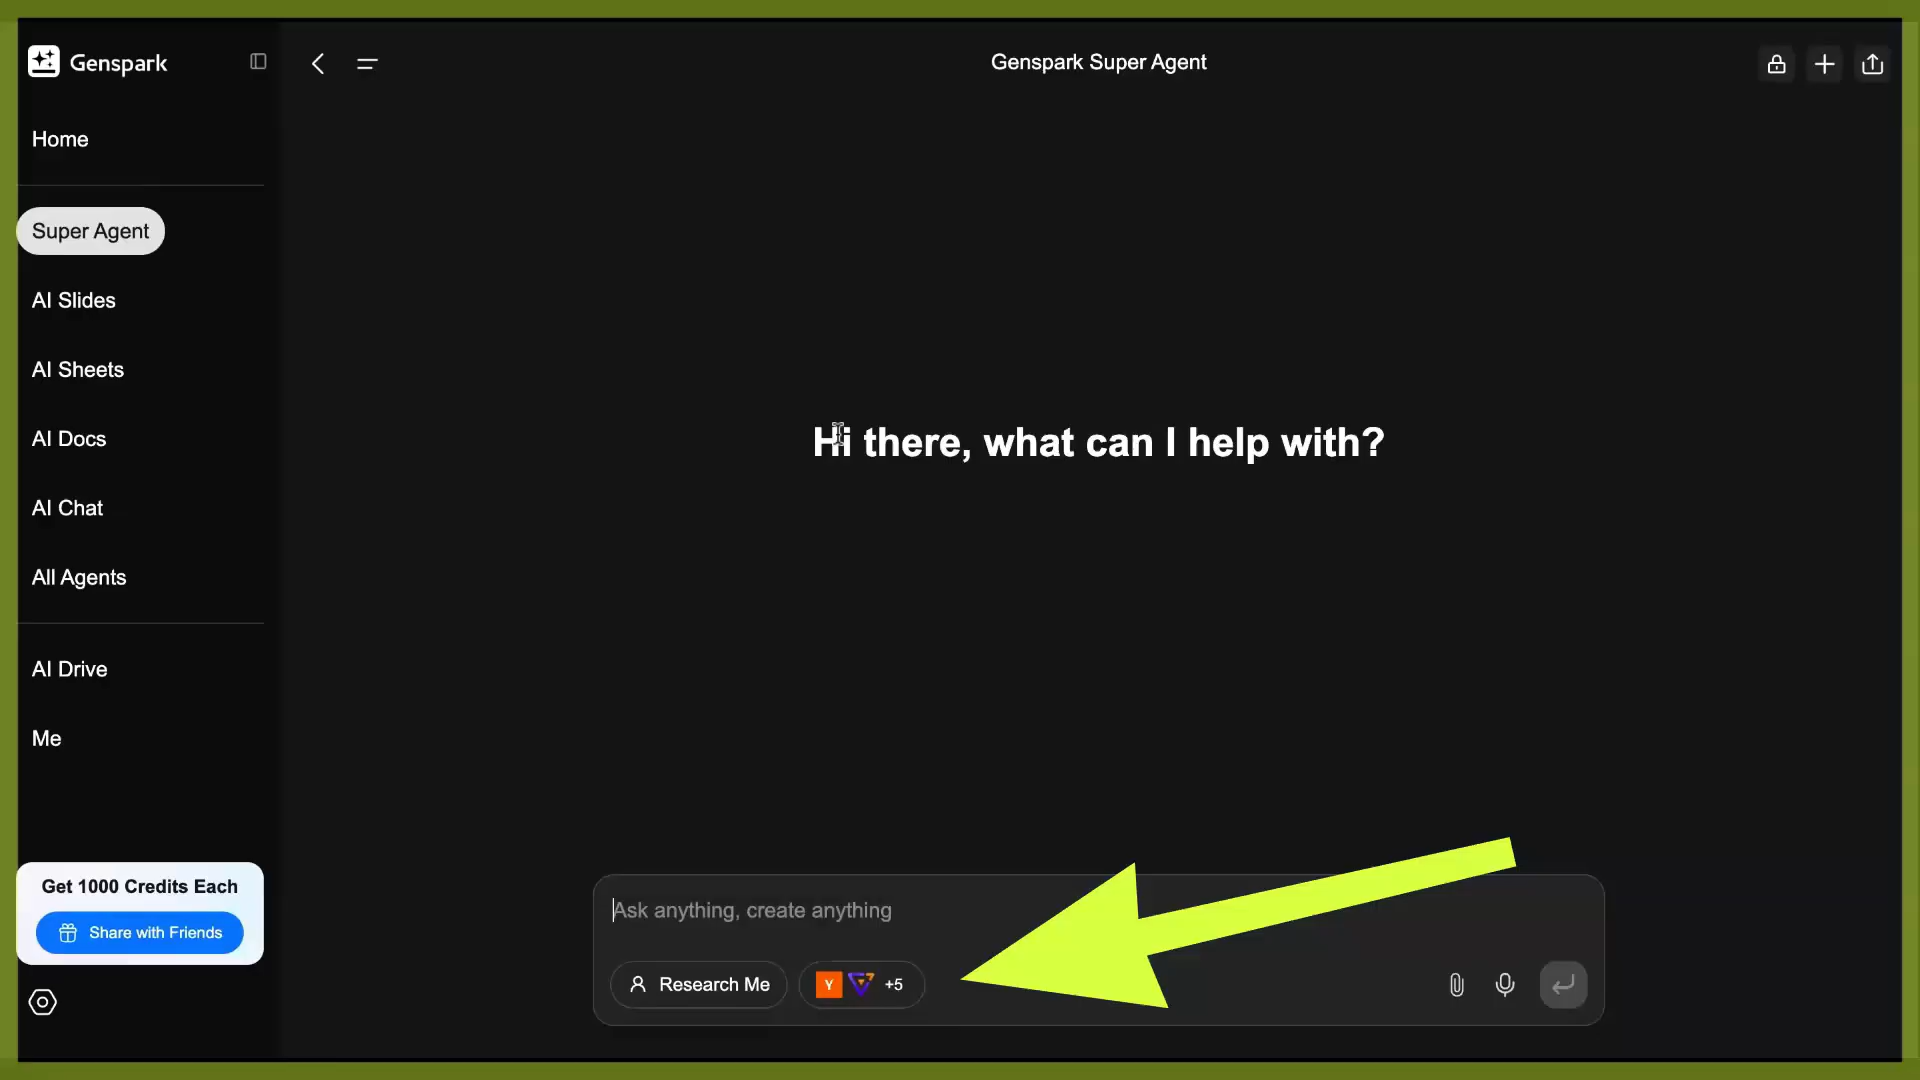 Genspark
Genspark Super Agent
Home
Super Agent
AI Slides
AI Sheets
AI Docs
AI Chat
All Agents
AI Drive
Me
Hi there, what can I help with?
Get 1000 Credits Each
Share with Friends
Ask anything, create anything
Research Me
Y
+5